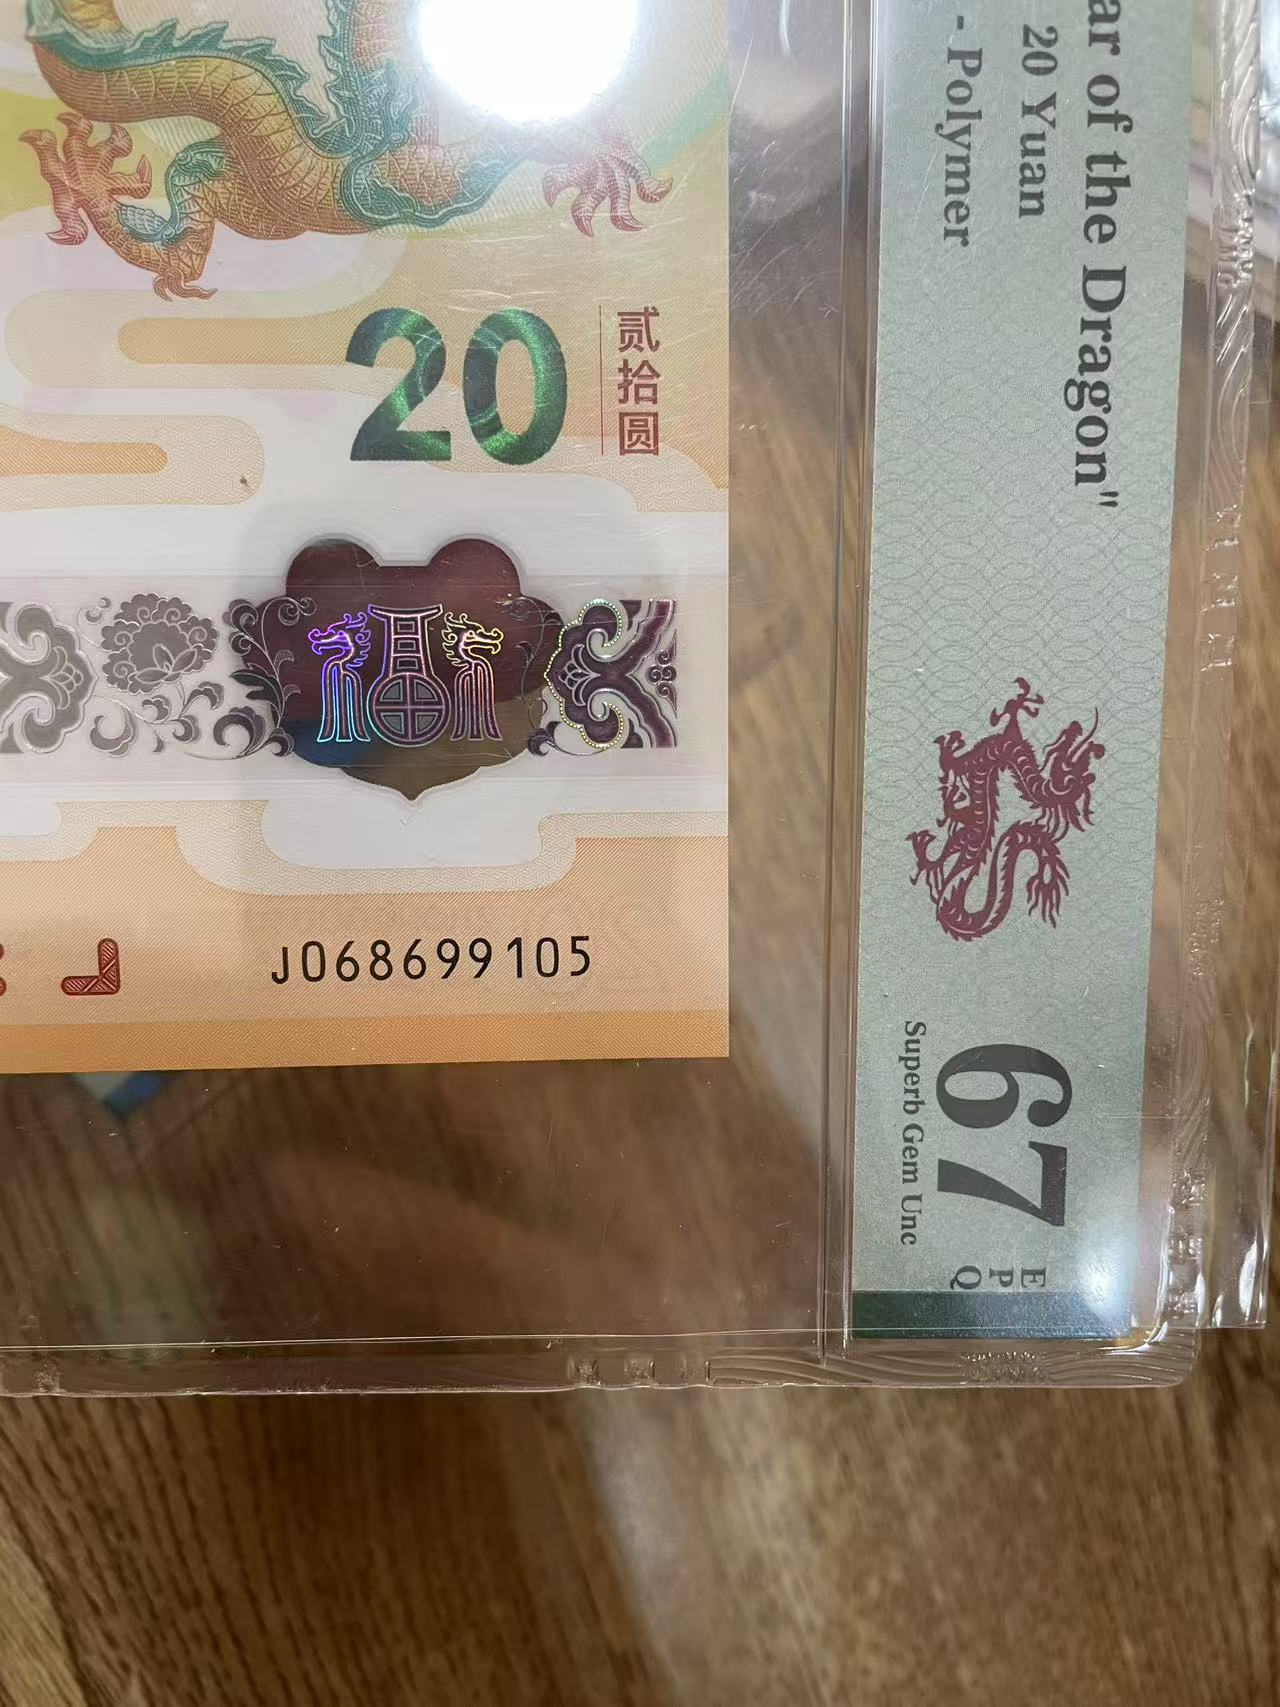 20
贰拾圆
J068699105
ar of the Dragon"
20 Yuan
- Polymer
67
Superb Gem Unc
E
P
Q